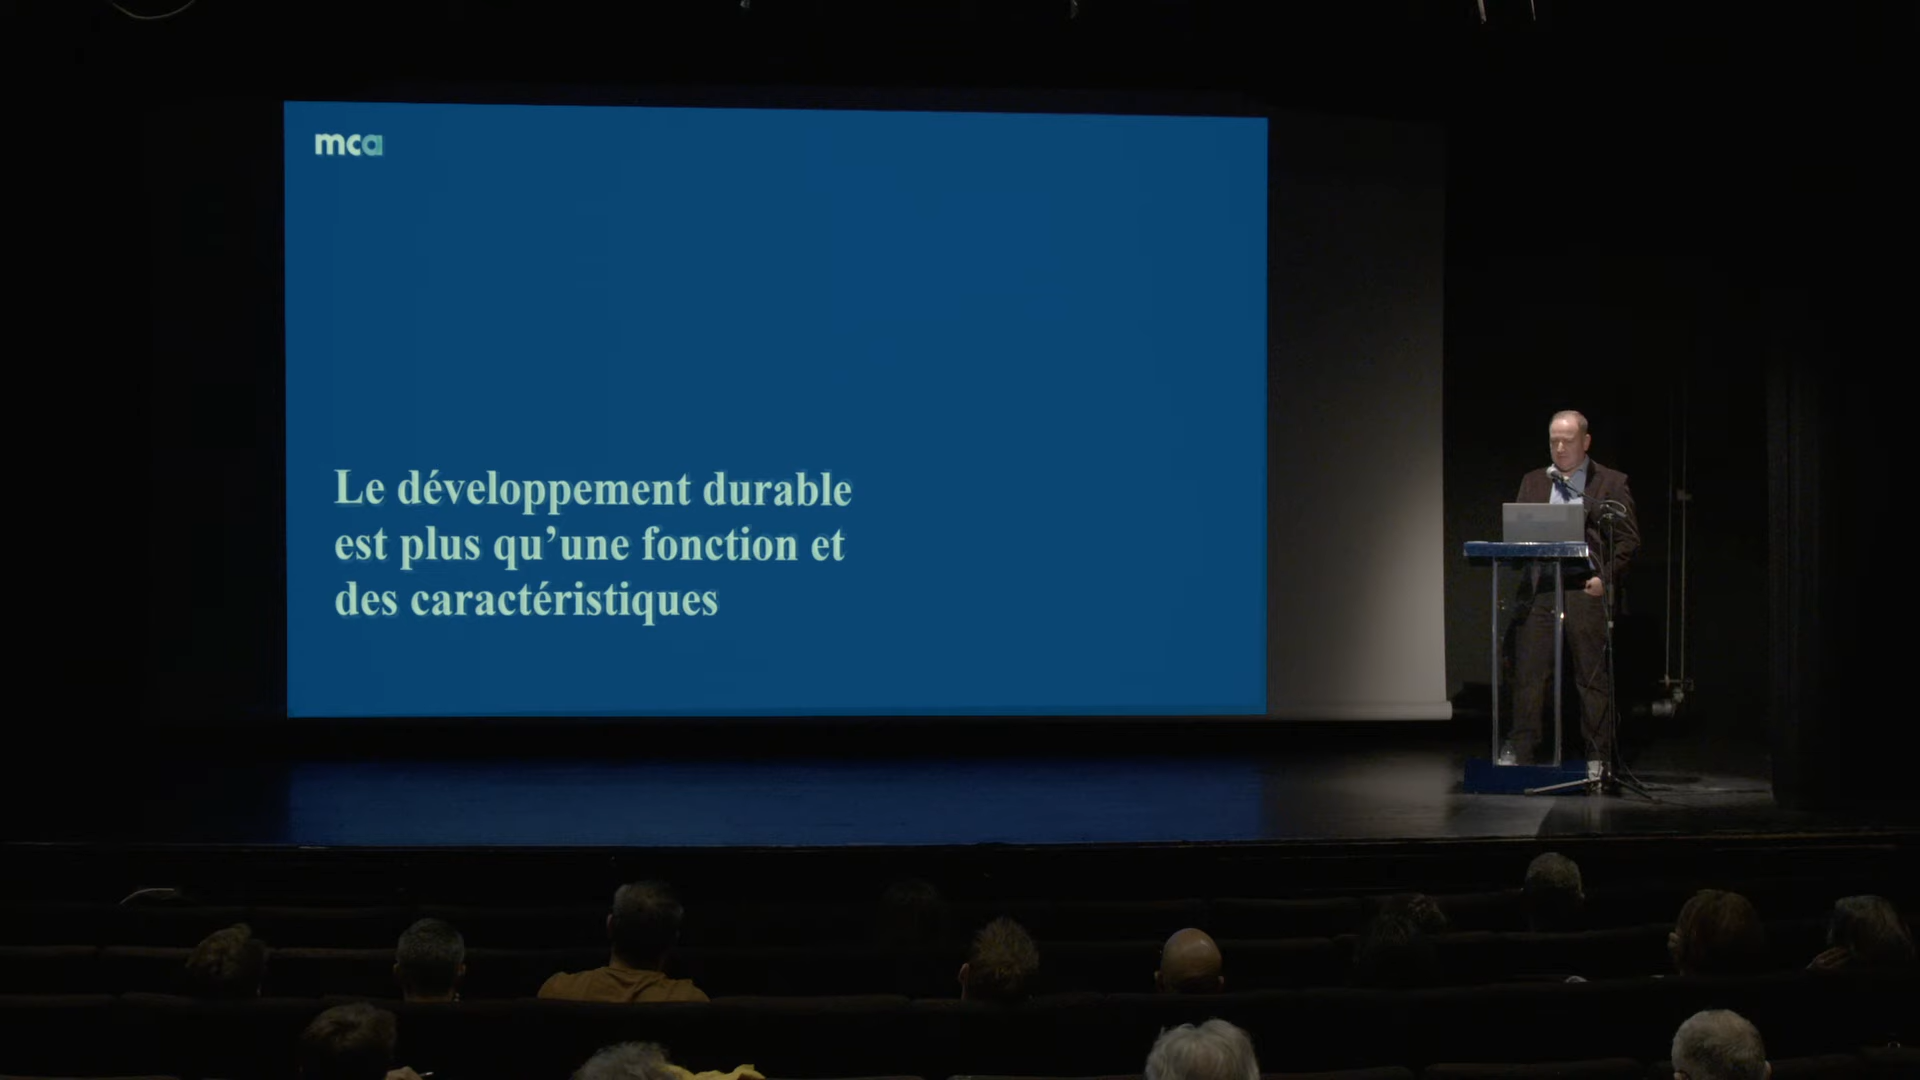 mca
Le développement durable
est plus qu’une fonction et
des caractéristiques